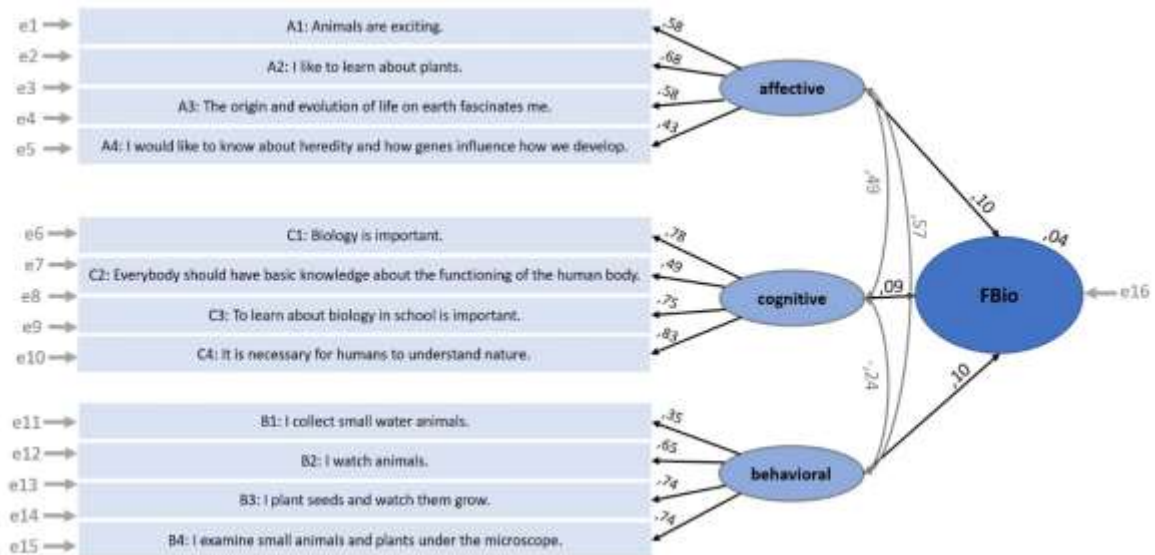 e1
A1: Animals are exciting.
,58
e2
A2: I like to learn about plants.
,68
affective
e3
A3: The origin and evolution of life on earth fascinates me.
,58
e4
A4: I would like to know about heredity and how genes influence how we develop.
,43
e5
,49
,57
,10
e6
C1: Biology is important.
,78
,04
e7
C2: Everybody should have basic knowledge about the functioning of the human body.
,49
cognitive
,09
FBio
e16
e8
C3: To learn about biology in school is important.
,75
e9
C4: It is necessary for humans to understand nature.
,83
e10
-,24
,10
e11
B1: I collect small water animals.
,35
e12
B2: I watch animals.
,65
behavioral
e13
B3: I plant seeds and watch them grow.
,74
e14
B4: I examine small animals and plants under the microscope.
,74
e15